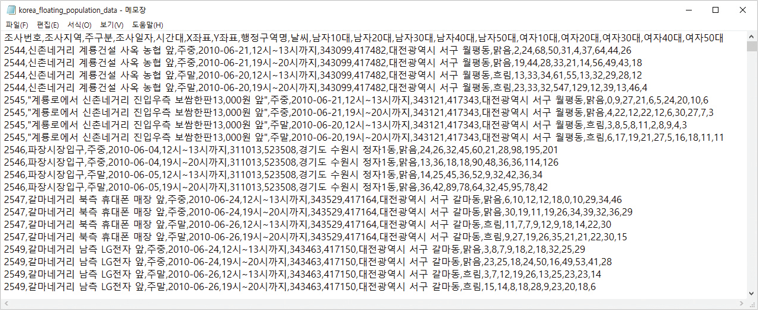 korea_floating_population_data - 메모장
파일(F) 편집(E) 서식(O) 보기(V) 도움말(H)
조사번호,조사지역,주구분,조사일자,시간대,X좌표,Y좌표,행정구역명,날씨,남자10대,남자20대,남자30대,남자40대,남자50대,여자10대,여자20대,여자30대,여자40대,여자50대
2544,신촌네거리 계룡건설 사옥 농협 앞,주중,2010-06-21,12시~13시까지,343099,417482,대전광역시 서구 월평동,맑음,2,24,68,50,31,4,37,64,44,26
2544,신촌네거리 계룡건설 사옥 농협 앞,주중,2010-06-21,19시~20시까지,343099,417482,대전광역시 서구 월평동,맑음,19,44,28,33,21,14,56,49,43,18
2544,신촌네거리 계룡건설 사옥 농협 앞,주말,2010-06-20,12시~13시까지,343099,417482,대전광역시 서구 월평동,흐림,13,33,34,61,55,13,32,29,28,12
2544,신촌네거리 계룡건설 사옥 농협 앞,주말,2010-06-20,19시~20시까지,343099,417482,대전광역시 서구 월평동,흐림,23,33,32,547,129,12,39,13,46,4
2545,"계룡로에서 신촌네거리 진입우측 보쌈한판13,000원 앞",주중,2010-06-21,12시~13시까지,343121,417343,대전광역시 서구 월평동,맑음,0,9,27,21,6,5,24,20,10,6
2545,"계룡로에서 신촌네거리 진입우측 보쌈한판13,000원 앞",주중,2010-06-21,19시~20시까지,343121,417343,대전광역시 서구 월평동,맑음,4,22,12,22,12,6,30,27,7,3
2545,"계룡로에서 신촌네거리 진입우측 보쌈한판13,000원 앞",주말,2010-06-20,12시~13시까지,343121,417343,대전광역시 서구 월평동,흐림,3,8,5,8,11,2,8,9,4,3
2545,"계룡로에서 신촌네거리 진입우측 보쌈한판13,000원 앞",주말,2010-06-20,19시~20시까지,343121,417343,대전광역시 서구 월평동,흐림,6,17,19,21,27,5,16,18,11,11
2546,파장시장입구,주중,2010-06-04,12시~13시까지,311013,523508,경기도 수원시 정자1동,맑음,24,26,32,45,60,21,28,98,195,201
2546,파장시장입구,주중,2010-06-04,19시~20시까지,311013,523508,경기도 수원시 정자1동,맑음,13,36,18,18,90,48,36,36,114,126
2546,파장시장입구,주말,2010-06-05,12시~13시까지,311013,523508,경기도 수원시 정자1동,맑음,14,25,45,36,52,9,32,42,36,34
2546,파장시장입구,주말,2010-06-05,19시~20시까지,311013,523508,경기도 수원시 정자1동,맑음,36,42,89,78,64,32,45,95,78,42
2547,갈마네거리 북측 휴대폰 매장 앞,주중,2010-06-24,12시~13시까지,343529,417164,대전광역시 서구 갈마동,맑음,6,10,12,12,18,0,10,29,34,46
2547,갈마네거리 북측 휴대폰 매장 앞,주중,2010-06-24,19시~20시까지,343529,417164,대전광역시 서구 갈마동,맑음,30,19,11,19,26,34,39,32,36,29
2547,갈마네거리 북측 휴대폰 매장 앞,주말,2010-06-26,12시~13시까지,343529,417164,대전광역시 서구 갈마동,흐림,11,7,7,9,12,9,18,14,22,30
2547,갈마네거리 북측 휴대폰 매장 앞,주말,2010-06-26,19시~20시까지,343529,417164,대전광역시 서구 갈마동,흐림,9,27,19,26,35,21,21,22,30,15
2549,갈마네거리 남측 LG전자 앞,주중,2010-06-24,12시~13시까지,343463,417150,대전광역시 서구 갈마동,맑음,3,8,7,9,18,2,18,32,25,29
2549,갈마네거리 남측 LG전자 앞,주중,2010-06-24,19시~20시까지,343463,417150,대전광역시 서구 갈마동,맑음,23,25,18,24,50,16,49,53,41,28
2549,갈마네거리 남측 LG전자 앞,주말,2010-06-26,12시~13시까지,343463,417150,대전광역시 서구 갈마동,흐림,3,7,12,19,26,13,25,23,23,14
2549,갈마네거리 남측 LG전자 앞,주말,2010-06-26,19시~20시까지,343463,417150,대전광역시 서구 갈마동,흐림,15,14,8,18,28,9,23,20,18,6